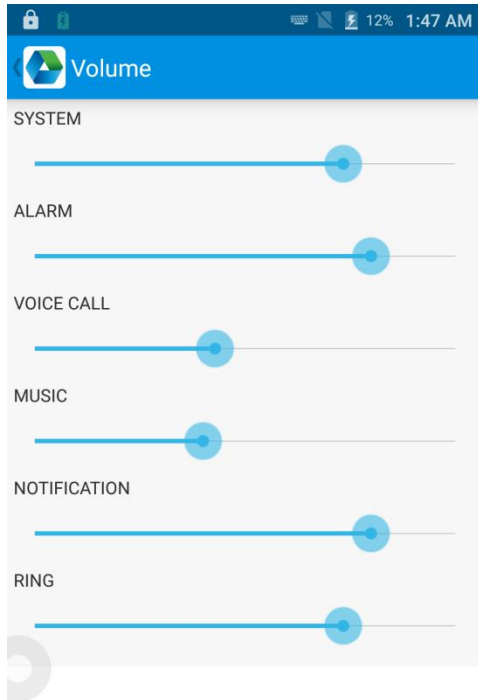 12% 1:47 AM
Volume
SYSTEM
ALARM
VOICE CALL
MUSIC
NOTIFICATION
RING